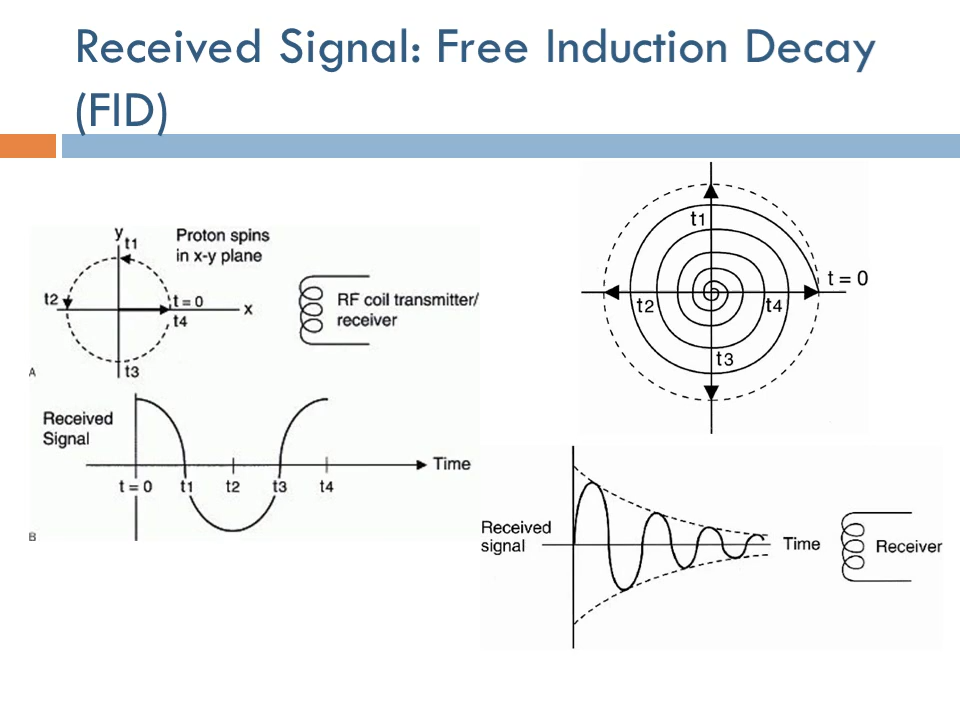 Received Signal: Free Induction Decay
(FID)
y
t1
Proton spins
in x-y plane
t2
t = 0
x
t4
t3
RF coil transmitter/
receiver
A
Received
Signal
Time
t = 0 t1 t2 t3 t4
B
t1
t = 0
t2
t4
t3
Received
signal
Time
Receiver